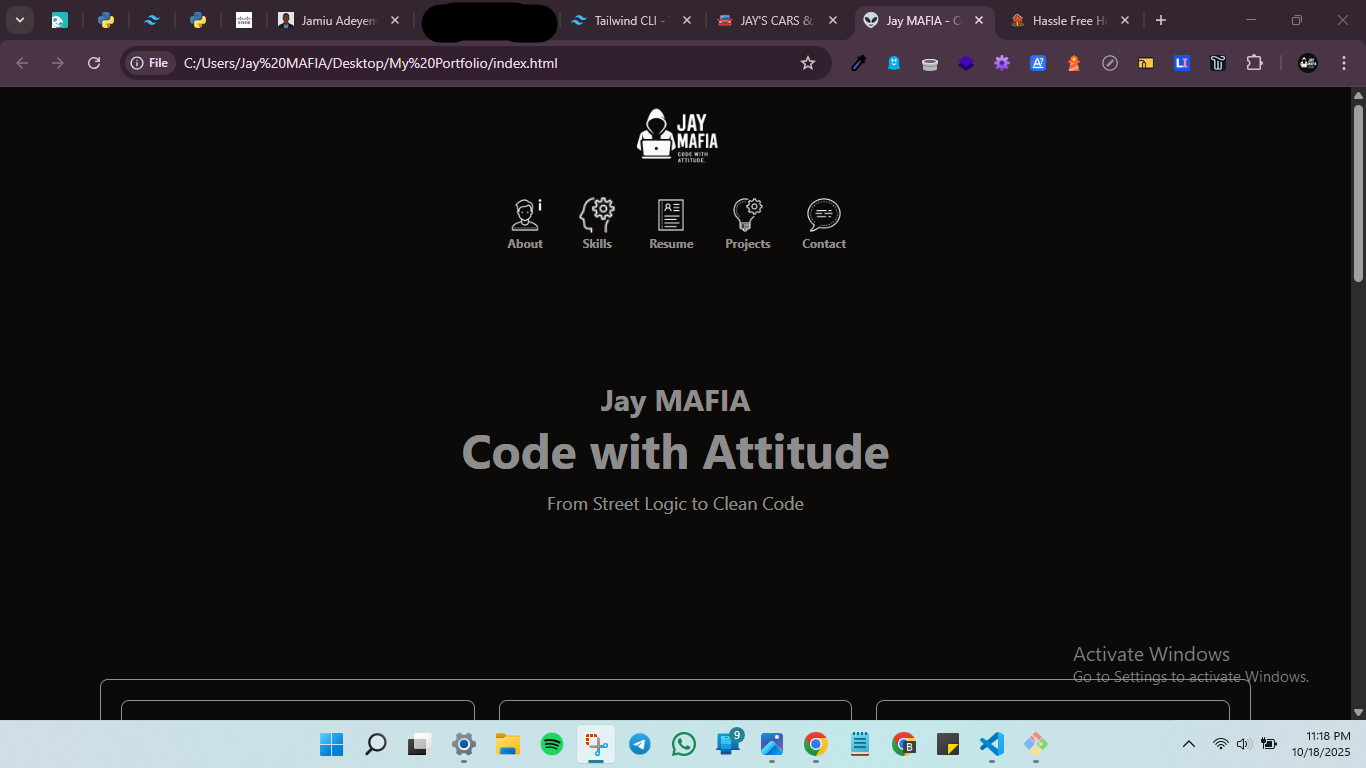 Jamiu Adeyem
Tailwind CLI -
JAY'S CARS &
Jay MAFIA - C
Hassle Free Ho
File
C:/Users/Jay%20MAFIA/Desktop/My%20Portfolio/index.html
JAY
MAFIA
CODE WITH
ATTITUDE.
About
Skills
Resume
Projects
Contact
Jay MAFIA
Code with Attitude
From Street Logic to Clean Code
Activate Windows
Go to Settings to activate Windows.
9
B
11:18 PM
10/18/2025